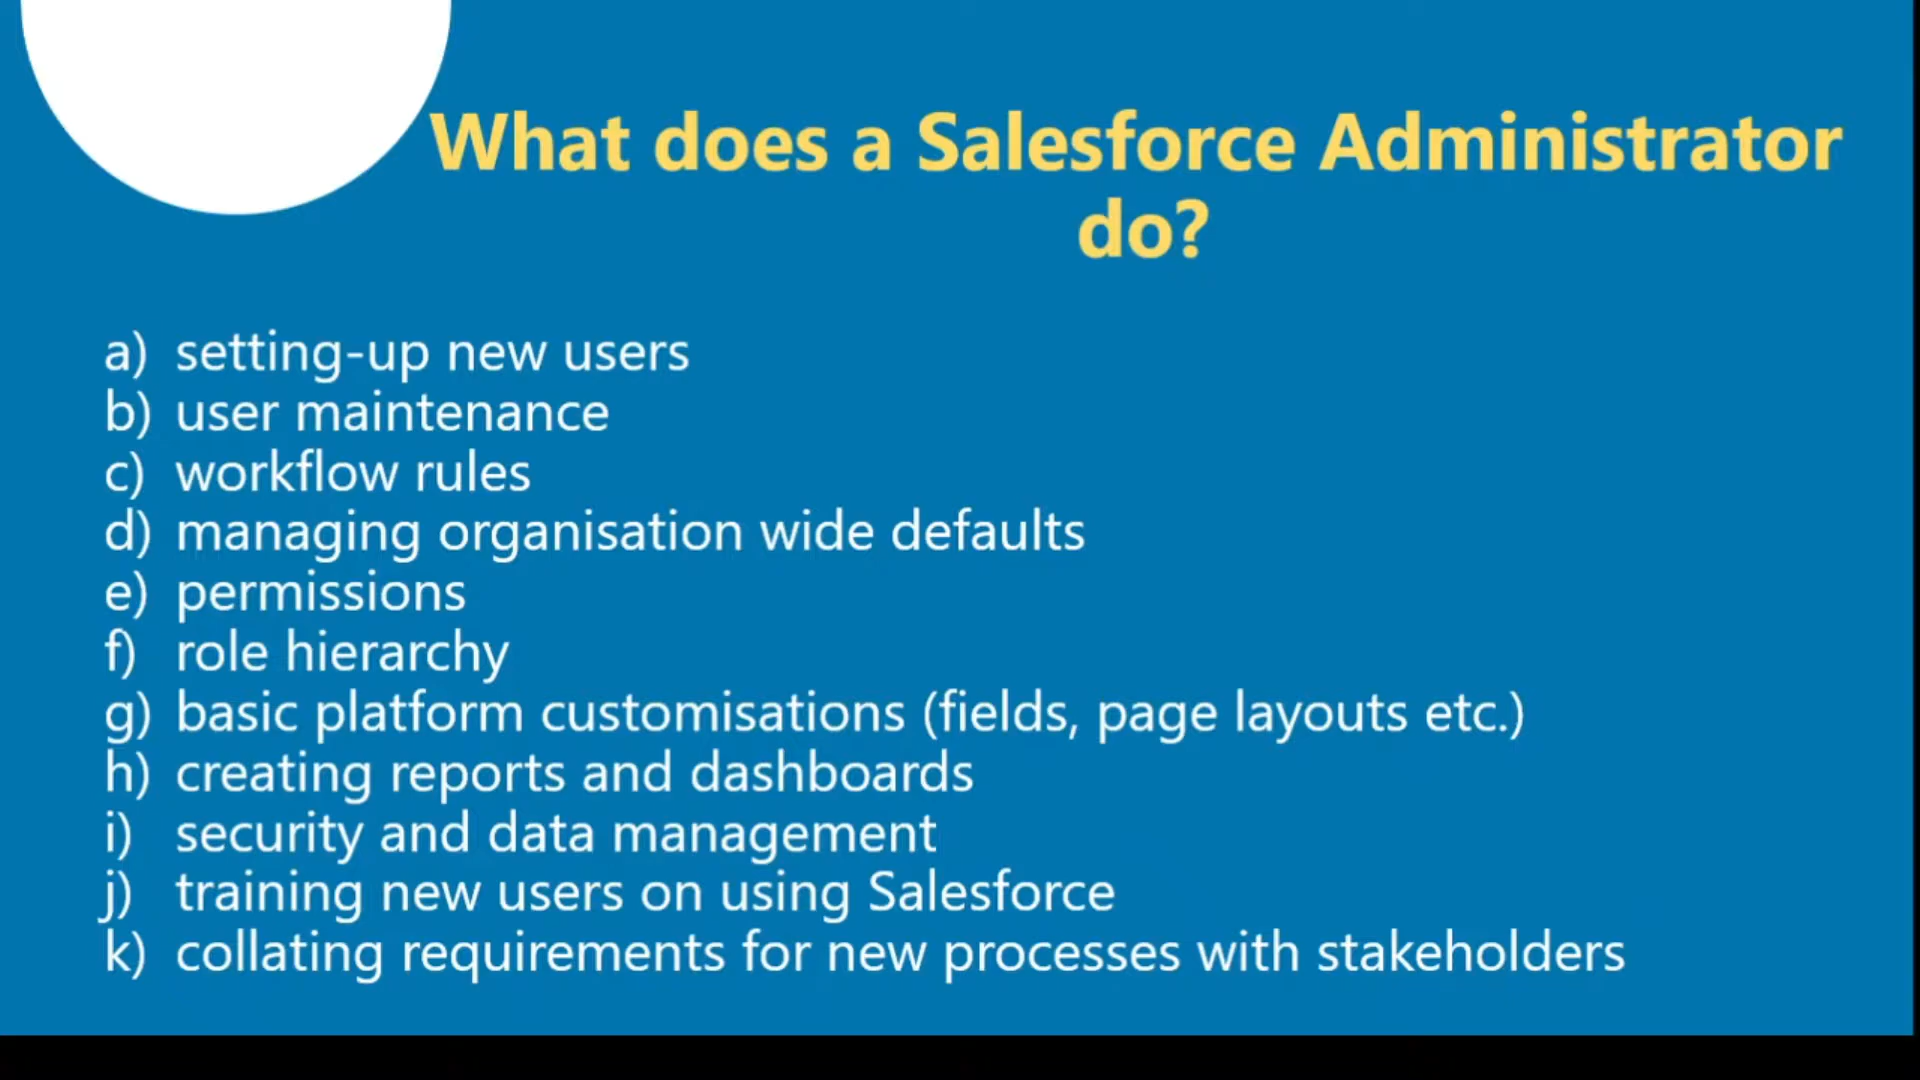 What does a Salesforce Administrator
do?
a) setting-up new users
b) user maintenance
c) workflow rules
d) managing organisation wide defaults
e) permissions
f) role hierarchy
g) basic platform customisations (fields, page layouts etc.)
h) creating reports and dashboards
i) security and data management
j) training new users on using Salesforce
k) collating requirements for new processes with stakeholders